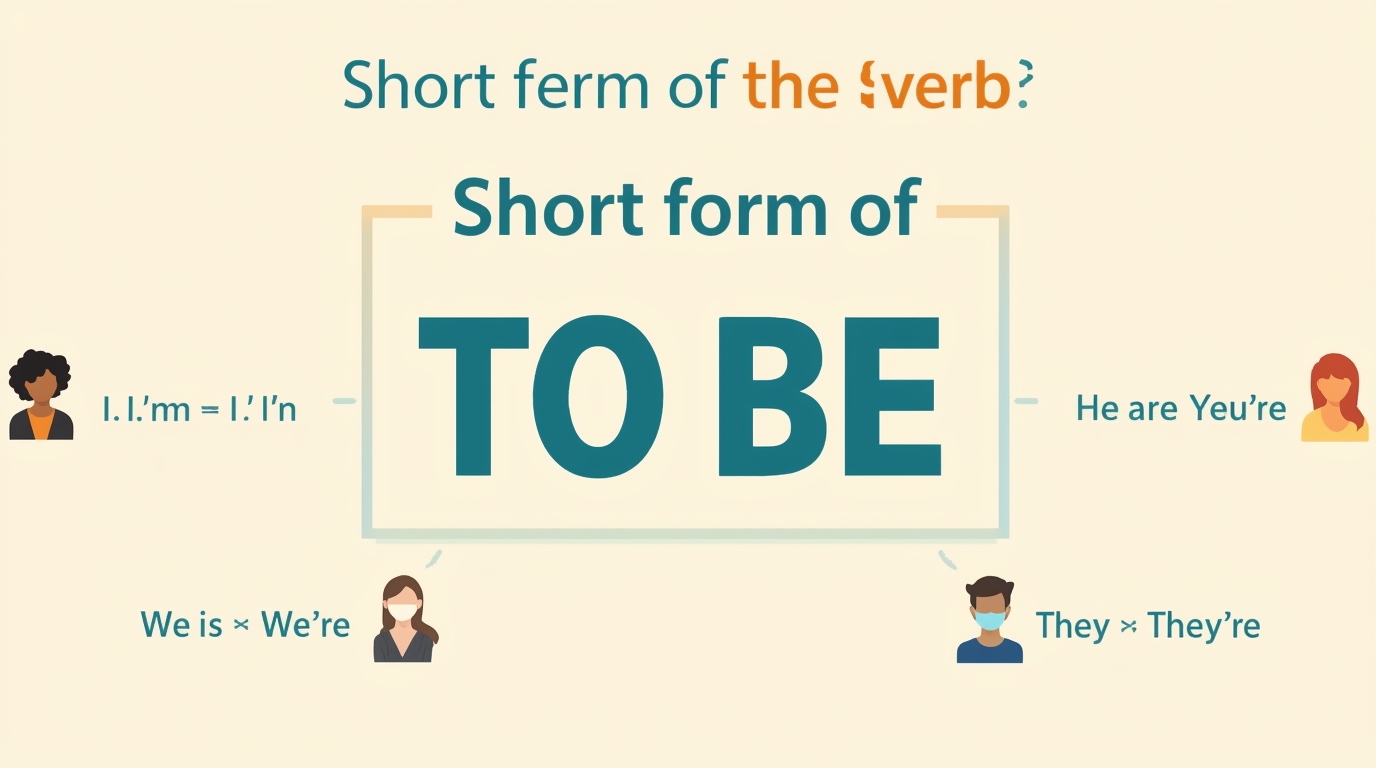 Short ferm of the verb?
Short form of
TO BE
I. I.'m = I.' I'n
He are Yeu're
We is × We're
They × They're